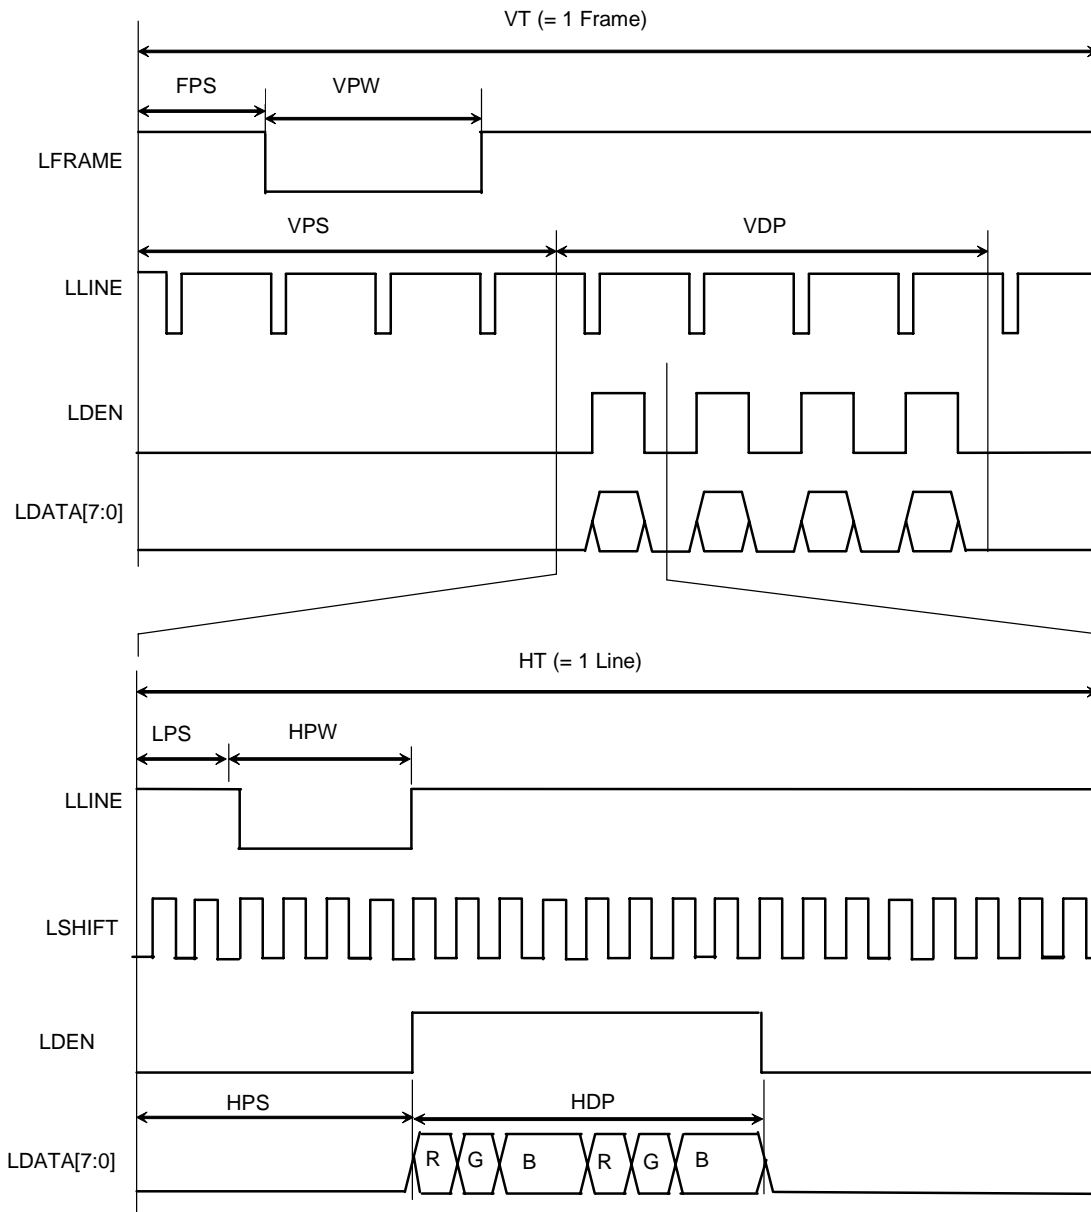 VT (= 1 Frame)
FPS VPW
LFRAME
VPS VDP
LLINE
LDEN
LDATA[7:0]
HT (= 1 Line)
LPS HPW
LLINE
LSHIFT
LDEN
HPS HDP
LDATA[7:0] R G B R G B